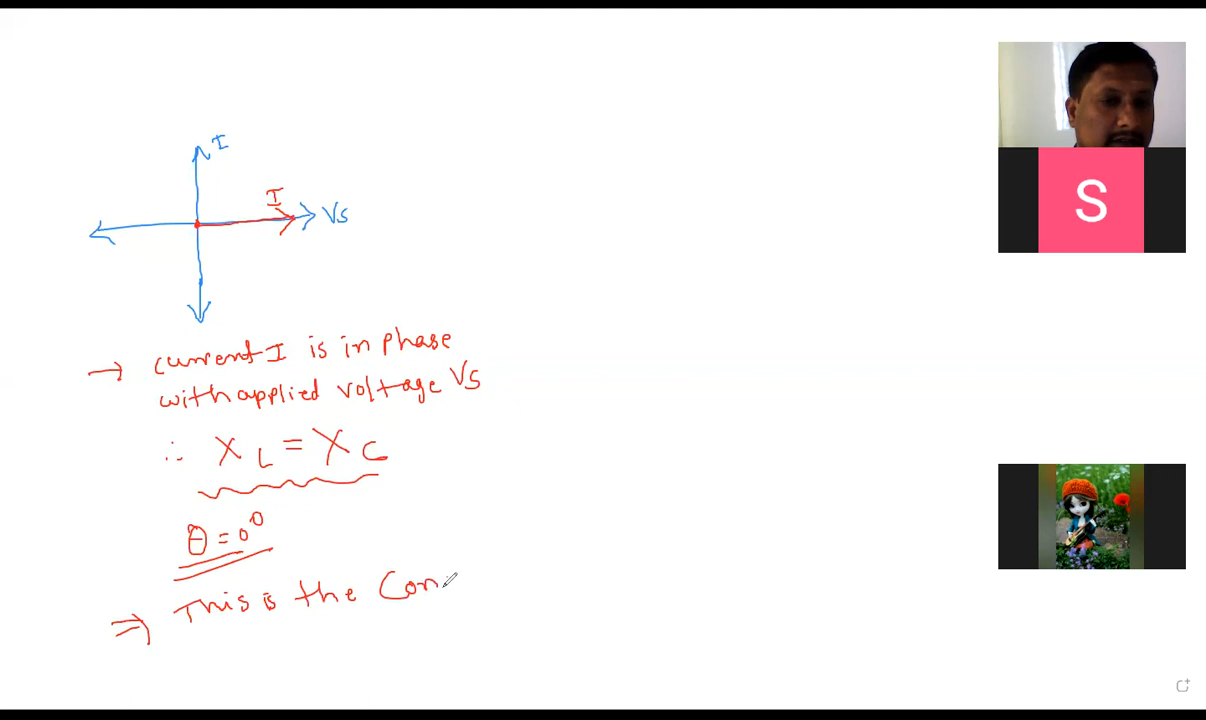 I
I
Vs
→ current I is in phase
with applied voltage Vs
∴ XL = XC
θ = 0°
⇒ This is the Con
S